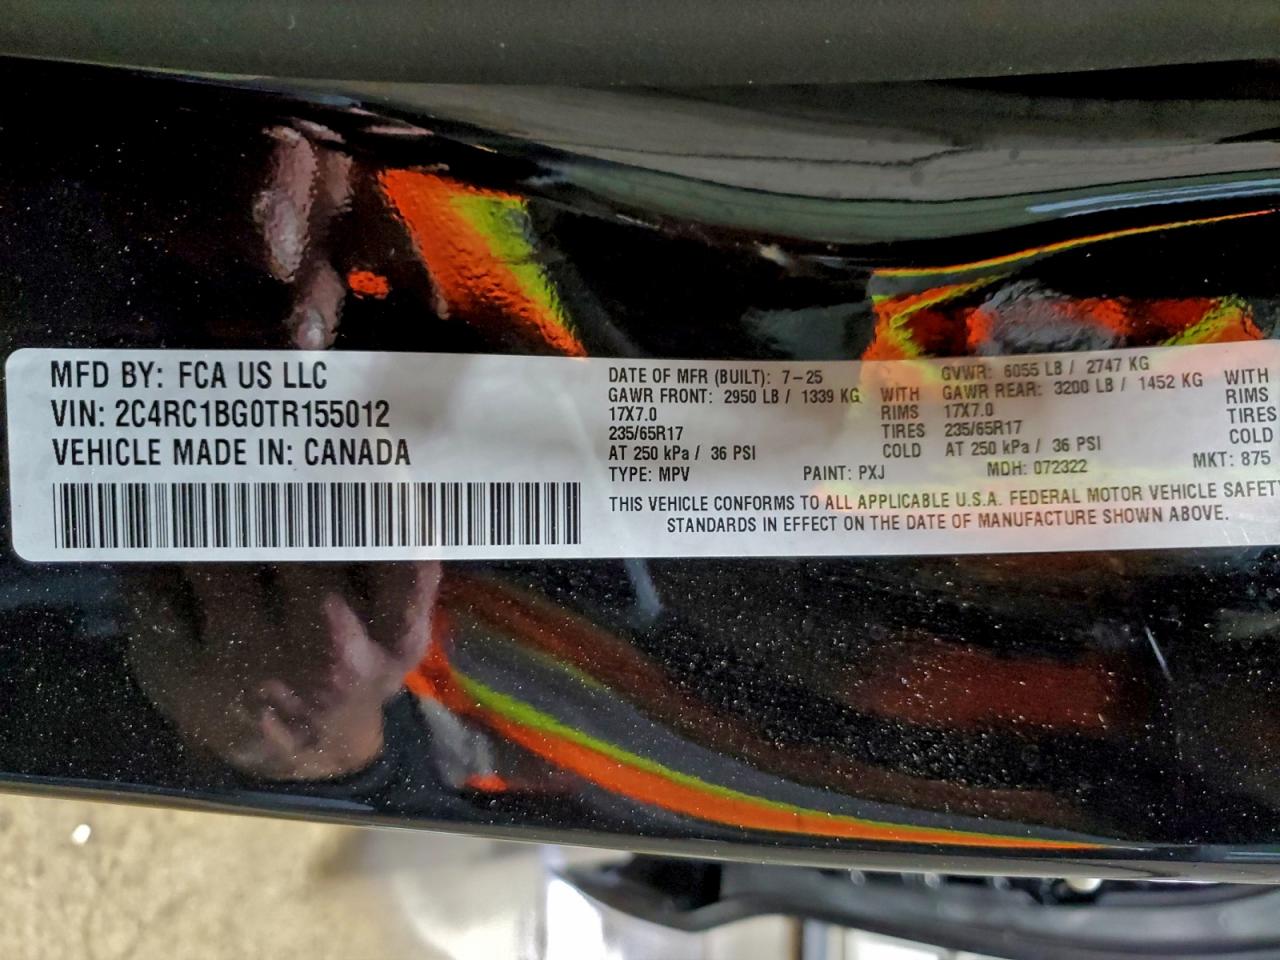 MFD BY: FCA US LLC
VIN: 2C4RC1BG0TR155012
VEHICLE MADE IN: CANADA
DATE OF MFR (BUILT): 7-25
GVWR: 6055 LB / 2747 KG
GAWR FRONT: 2950 LB / 1339 KG WITH
GAWR REAR: 3200 LB / 1452 KG WITH
17X7.0 RIMS
17X7.0 RIMS
235/65R17 TIRES
235/65R17 TIRES
AT 250 kPa / 36 PSI COLD
AT 250 kPa / 36 PSI COLD
TYPE: MPV PAINT: PXJ MDH: 072322 MKT: 875
THIS VEHICLE CONFORMS TO ALL APPLICABLE U.S.A. FEDERAL MOTOR VEHICLE SAFETY
STANDARDS IN EFFECT ON THE DATE OF MANUFACTURE SHOWN ABOVE.